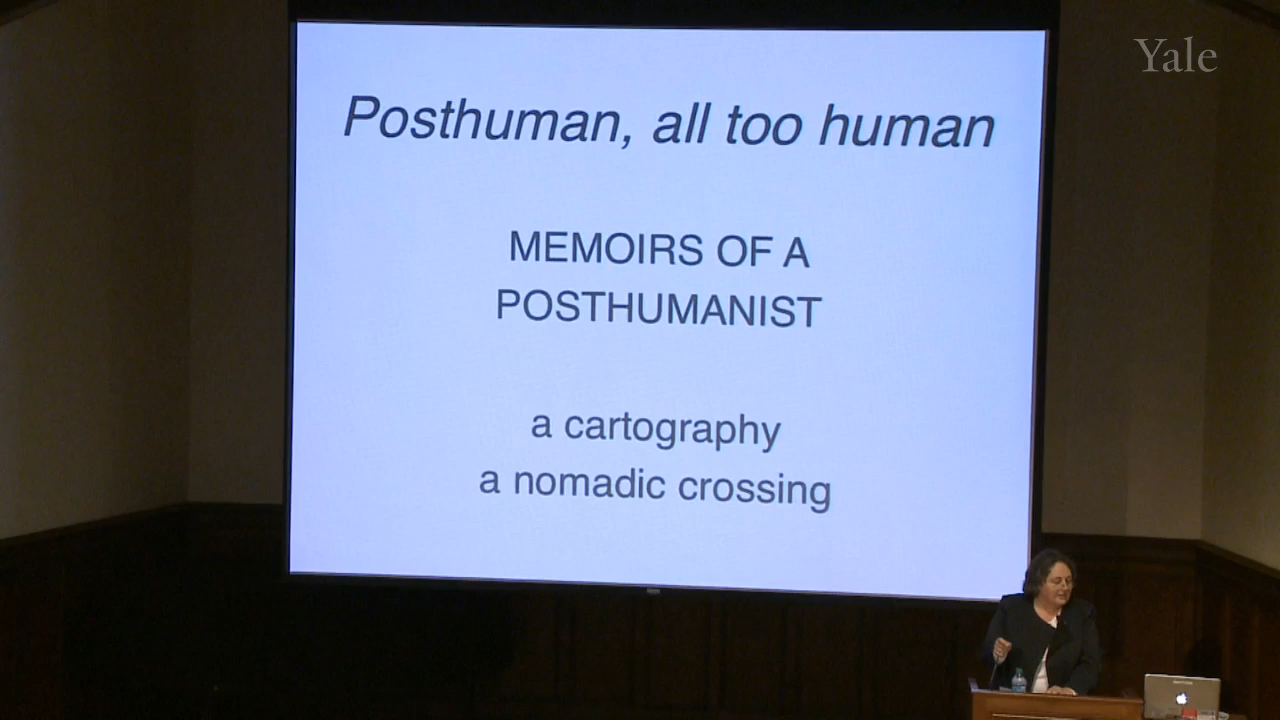 Yale
Posthuman, all too human
MEMOIRS OF A
POSTHUMANIST
a cartography
a nomadic crossing